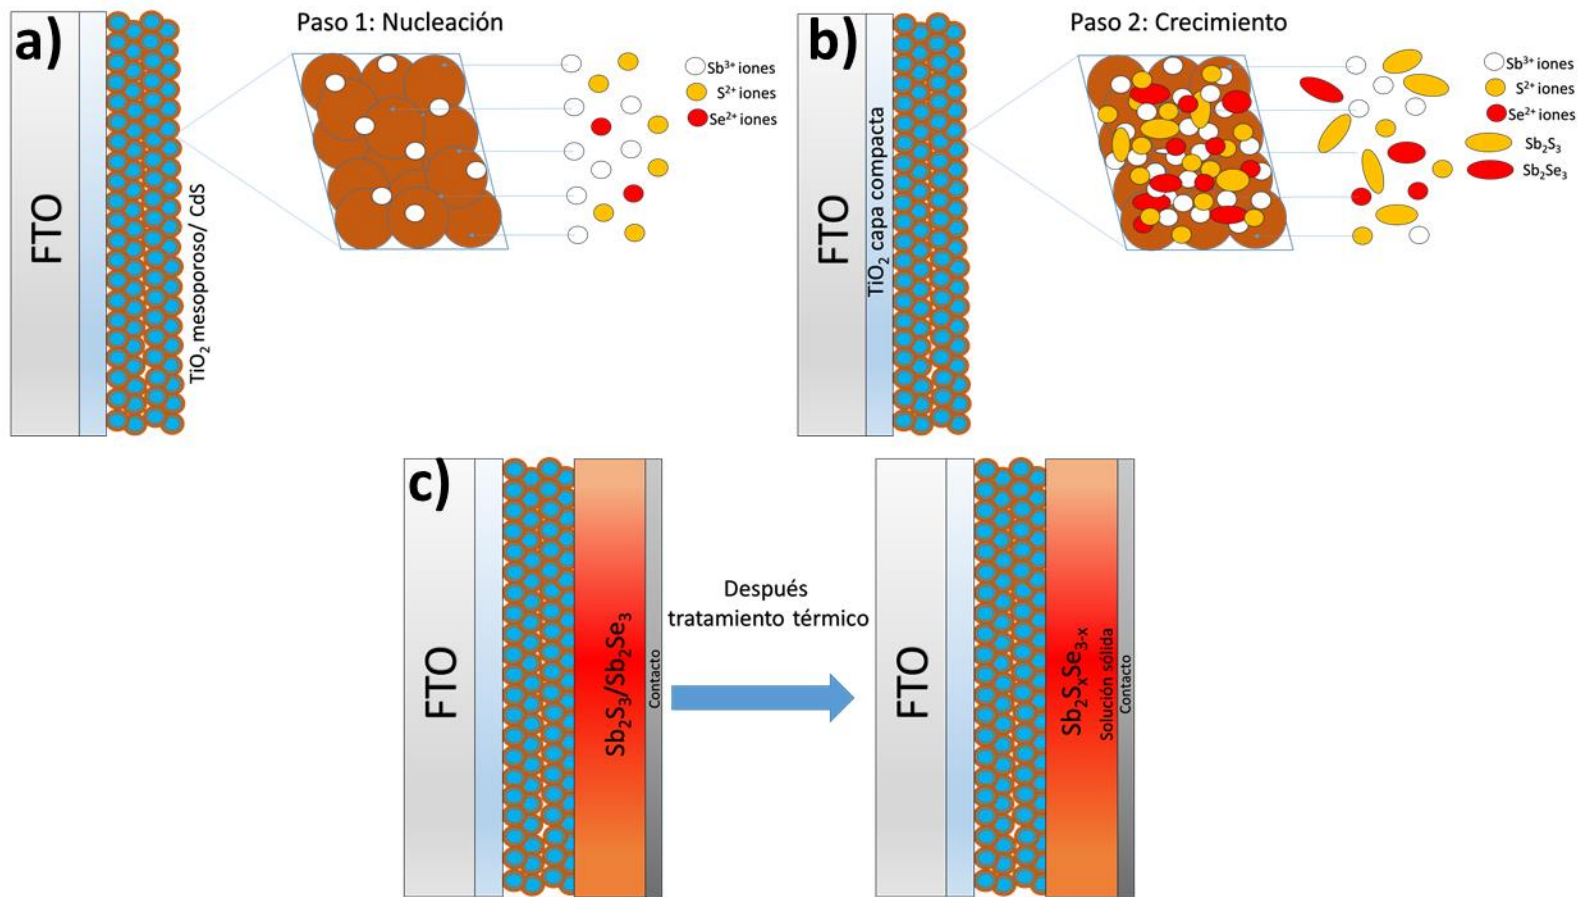 a)
Paso 1: Nucleación
Sb³⁺ iones
S²⁺ iones
Se²⁺ iones
FTO
TiO₂ mesoporoso/ CdS
b)
Paso 2: Crecimiento
Sb³⁺ iones
S²⁺ iones
Se²⁺ iones
Sb₂S₃
Sb₂Se₃
FTO
TiO₂ capa compacta
c)
FTO
Sb₂S₃/Sb₂Se₃
Contacto
Después
tratamiento térmico
FTO
Sb₂SₓSe₃₋ₓ
Solución sólida
Contacto